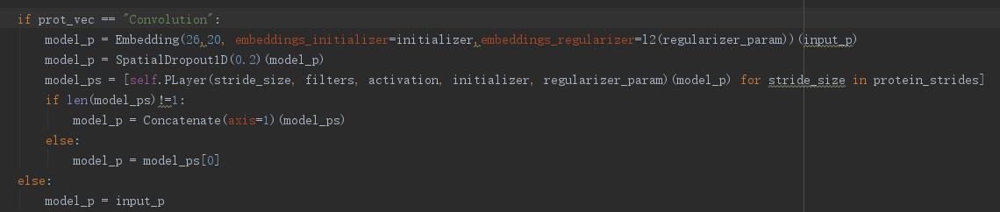 if prot_vec == "Convolution":
    model_p = Embedding(26,20, embeddings_initializer=initializer,embeddings_regularizer=l2(regularizer_param))(input_p)
    model_p = SpatialDropout1D(0.2)(model_p)
    model_ps = [self.PLayer(stride_size, filters, activation, initializer, regularizer_param)(model_p) for stride_size in protein_strides]
    if len(model_ps)!=1:
        model_p = Concatenate(axis=1)(model_ps)
    else:
        model_p = model_ps[0]
else:
    model_p = input_p